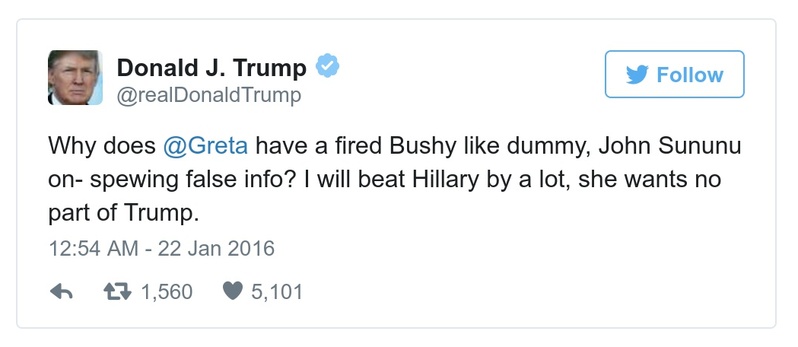 Donald J. Trump
@realDonaldTrump
Follow
Why does @Greta have a fired Bushy like dummy, John Sununu
on- spewing false info? I will beat Hillary by a lot, she wants no
part of Trump.
12:54 AM - 22 Jan 2016
1,560 5,101